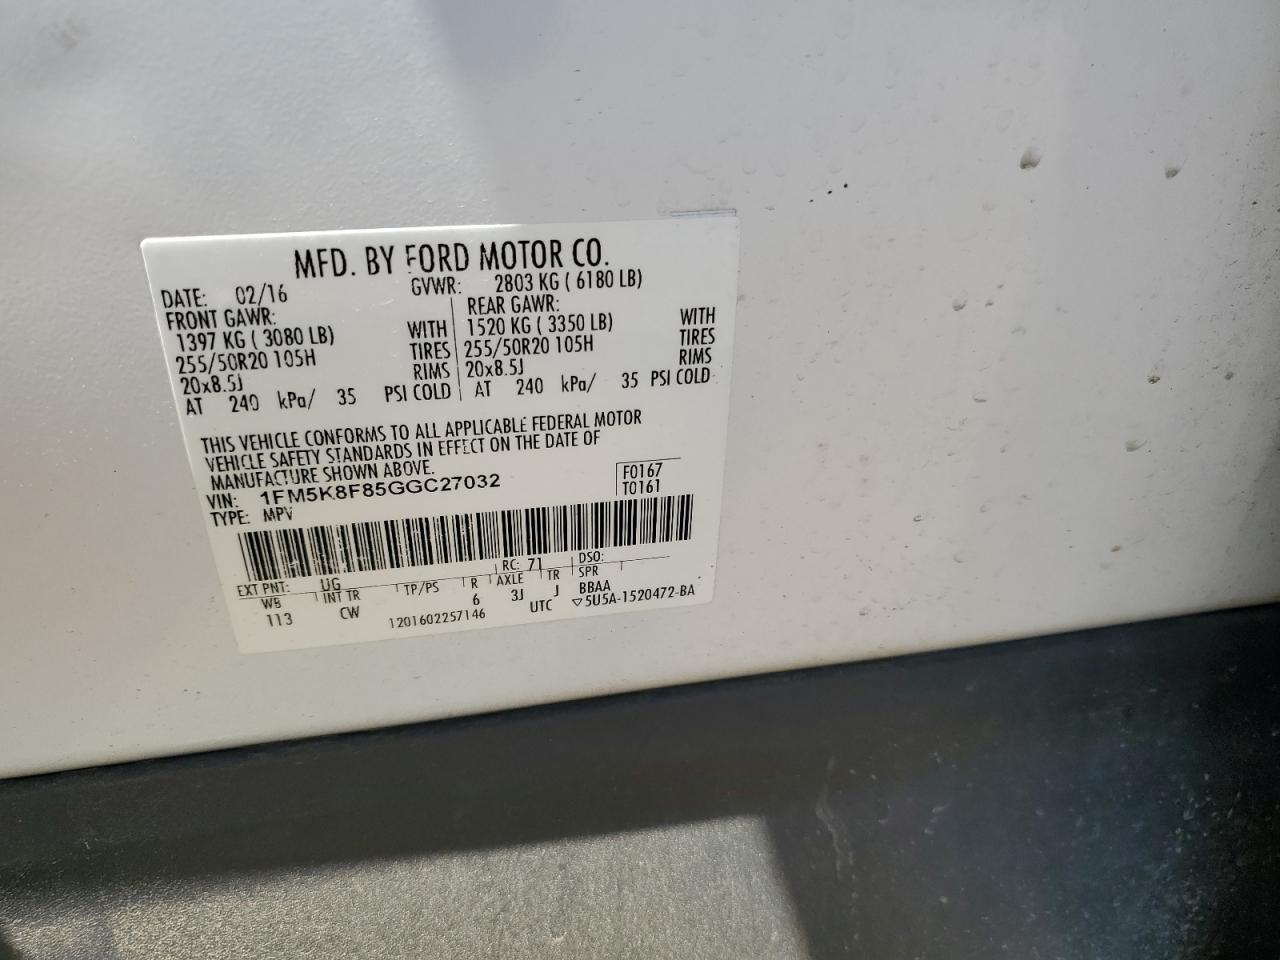 MFD. BY FORD MOTOR CO.
DATE: 02/16 GVWR: 2803 KG ( 6180 LB)
FRONT GAWR: REAR GAWR:
1397 KG ( 3080 LB) WITH 1520 KG ( 3350 LB) WITH
255/50R20 105H TIRES 255/50R20 105H TIRES
20x8.5J RIMS 20x8.5J RIMS
AT 240 kPa/ 35 PSI COLD AT 240 kPa/ 35 PSI COLD
THIS VEHICLE CONFORMS TO ALL APPLICABLE FEDERAL MOTOR
VEHICLE SAFETY STANDARDS IN EFFECT ON THE DATE OF
MANUFACTURE SHOWN ABOVE.
VIN: 1FM5K8F85GGC27032 F0167
TYPE: MPV T0161
EXT PNT: UG RC: 71 DSO:
WB INT TR TP/PS R AXLE TR SPR
113 CW 6 3J J BBAA
1201602257146 UTC ▽5U5A-1520472-BA